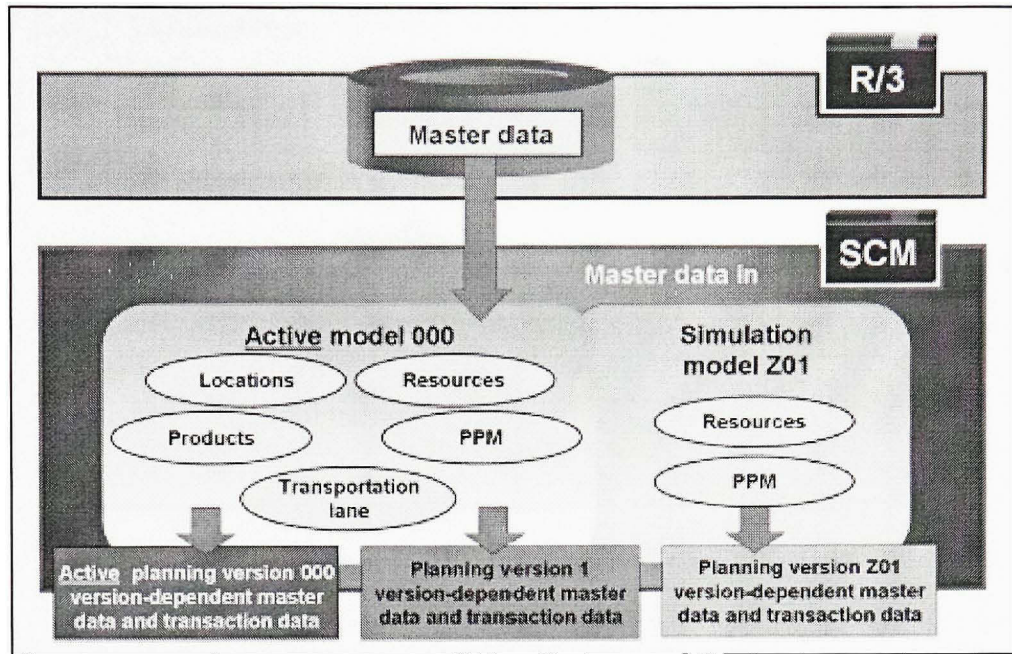 R/3
Master data
SCM
Master data in
Active model 000
Simulation
model Z01
Locations
Resources
Products
PPM
Transportation
lane
Resources
PPM
Active planning version 000
version-dependent master
data and transaction data
Planning version 1
version-dependent master
data and transaction data
Planning version Z01
version-dependent master
data and transaction data